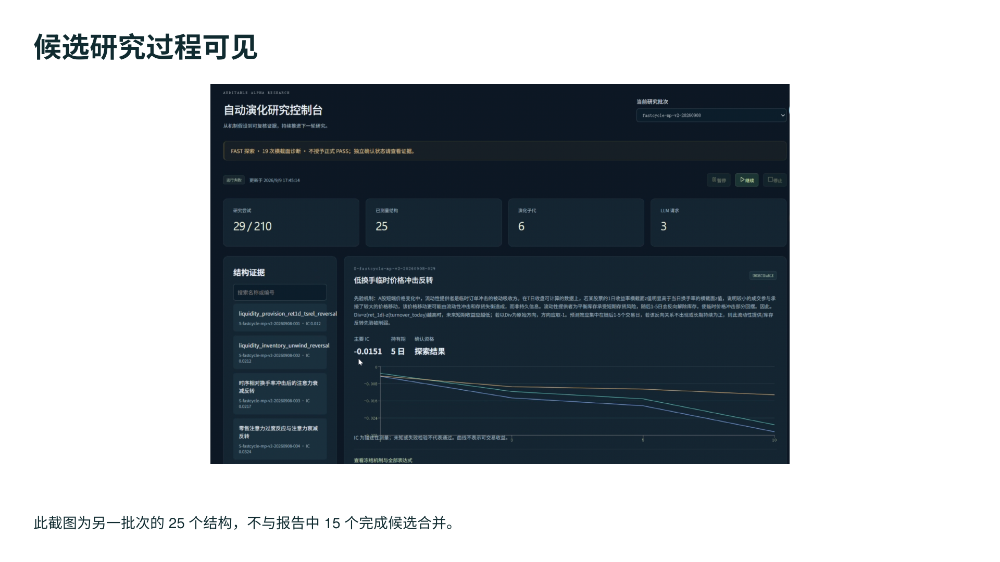 候选研究过程可见
AUDITABLE ALPHA RESEARCH
自动演化研究控制台
从机制假设到可复核证据，持续推进下一轮研究。
当前研究批次
fastcycle-mp-v2-20260908
FAST 探索 · 19 次横截面诊断 · 不授予正式 PASS；独立确认状态请查看证据。
运行失败 更新于 2026/9/9 17:45:14
暂停 继续 停止
研究尝试
29 / 210
已测量结构
25
演化子代
6
LLM 请求
3
结构证据
搜索名称或编号
liquidity_provision_ret1d_tsrel_reversal
S-fastcycle-mp-v2-20260908-001 · IC 0.012
liquidity_inventory_unwind_reversal
S-fastcycle-mp-v2-20260908-002 · IC
0.0212
时序相对换手率冲击后的注意力衰
减反转
S-fastcycle-mp-v2-20260908-003 · IC
0.0217
零售注意力过度反应与注意力衰减
反转
S-fastcycle-mp-v2-20260908-004 · IC
0.0324
S-fastcycle-mp-v2-20260908-029
低换手临时价格冲击反转
UNDECIDABLE
先验机制：A股短端价格变化中，流动性提供者是临时订单冲击的被动吸收方。在T日收盘可计算的数据上，若某股票的1日收益率横截面z值明显高于当日换手率的横截面z值，说明较小的成交参与承
接了较大的价格移动，该价格移动更可能由流动性冲击和存货失衡造成，而非持久信息。流动性提供者为平衡库存承受短期存货风险，随后1-5日会反向解除库存，使临时价格冲击部分回摆。因此，
Div=z(ret_1d)-z(turnover_today)越高时，未来短期收益应越低；若以Div为原始方向，方向应取-1。预测效应集中在随后1-5个交易日，若该反向关系不出现或长期持续为正，则此流动性提供/库存
反转先验被削弱。
主要 IC 持有期 确认资格
-0.0151 5 日 探索结果
0
-0.008
-0.016
-0.024
1 3 5 10
IC 为描述性测量；未知或失败检验不代表通过。曲线不表示可交易收益。
查看冻结机制与全部表达式
此截图为另一批次的 25 个结构，不与报告中 15 个完成候选合并。